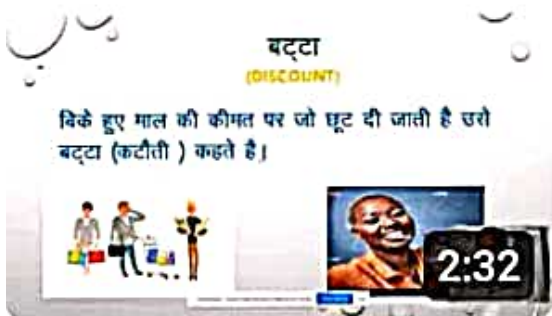 बट्टा
(DISCOUNT)
बिके हुए माल की कीमत पर जो छूट दी जाती है उसे
बट्टा (कटौती ) कहते है।
2:32